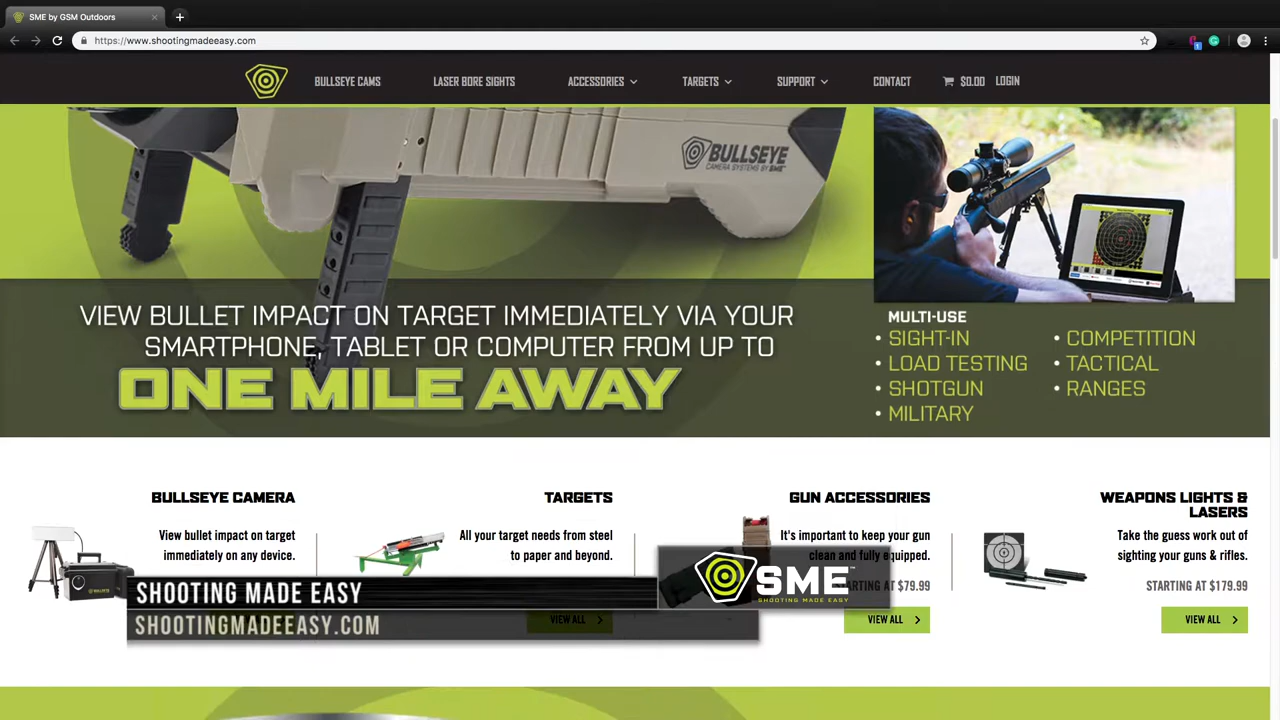 SME by GSM Outdoors
https://www.shootingmadeeasy.com
BULLSEYE CAMS
LASER BORE SIGHTS
ACCESSORIES
TARGETS
SUPPORT
CONTACT
$0.00
LOGIN
BULLSEYE
CAMERA SYSTEMS BY SME
VIEW BULLET IMPACT ON TARGET IMMEDIATELY VIA YOUR
SMARTPHONE, TABLET OR COMPUTER FROM UP TO
ONE MILE AWAY
MULTI-USE
• SIGHT-IN
• LOAD TESTING
• SHOTGUN
• MILITARY
• COMPETITION
• TACTICAL
• RANGES
BULLSEYE CAMERA
View bullet impact on target
immediately on any device.
TARGETS
All your target needs from steel
to paper and beyond.
VIEW ALL
GUN ACCESSORIES
It's important to keep your gun
clean and fully equipped.
STARTING AT $79.99
VIEW ALL
WEAPONS LIGHTS &
LASERS
Take the guess work out of
sighting your guns & rifles.
STARTING AT $179.99
VIEW ALL
SHOOTING MADE EASY
SHOOTINGMADEEASY.COM
SME™
SHOOTING MADE EASY